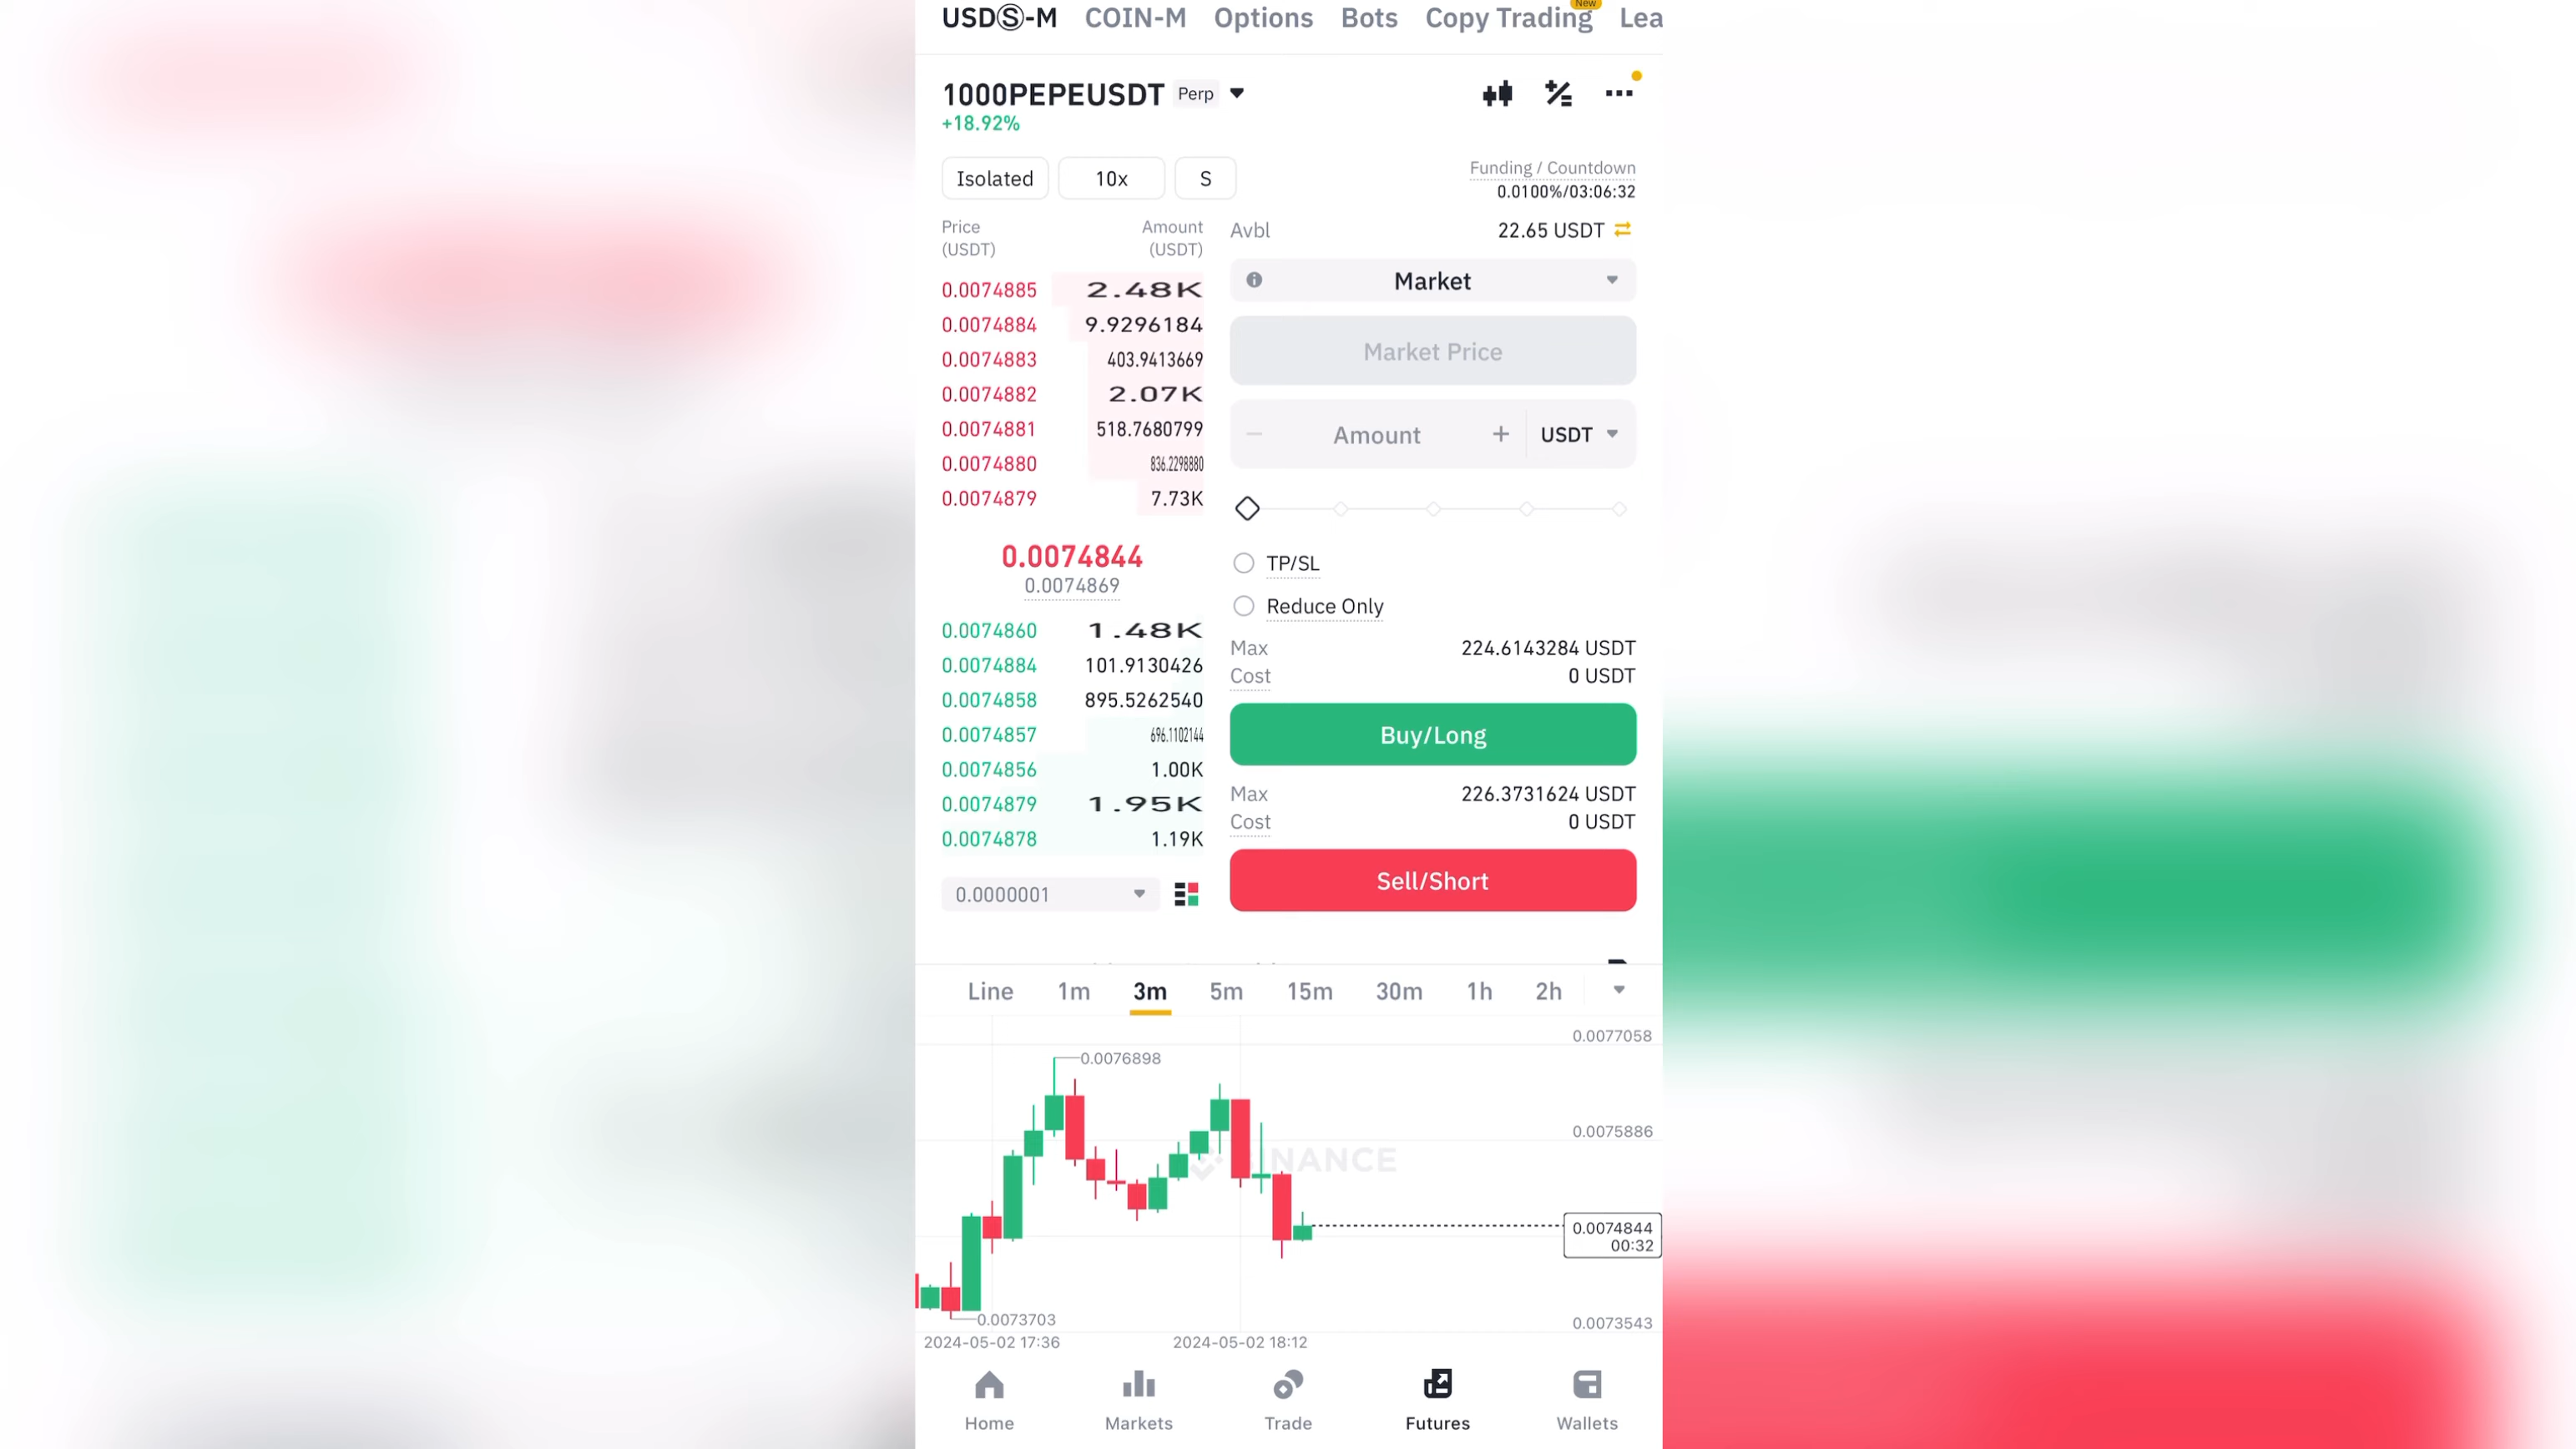 USDⓈ-M COIN-M Options Bots Copy Trading New Lea
1000PEPEUSDT Perp
+18.92%
Isolated 10x S
Funding / Countdown
0.0100%/03:06:32
Price Amount
(USDT) (USDT)
0.0074885 2.48K
0.0074884 9.9296184
0.0074883 403.9413669
0.0074882 2.07K
0.0074881 518.7680799
0.0074880 836.2298880
0.0074879 7.73K
0.0074844
0.0074869
0.0074860 1.48K
0.0074884 101.9130426
0.0074858 895.5262540
0.0074857 696.1102144
0.0074856 1.00K
0.0074879 1.95K
0.0074878 1.19K
0.0000001
Avbl 22.65 USDT
Market
Market Price
Amount USDT
TP/SL
Reduce Only
Max 224.6143284 USDT
Cost 0 USDT
Buy/Long
Max 226.3731624 USDT
Cost 0 USDT
Sell/Short
Line 1m 3m 5m 15m 30m 1h 2h
0.0077058
0.0076898
0.0075886
NANCE
0.0074844
00:32
0.0073703
0.0073543
2024-05-02 17:36 2024-05-02 18:12
Home Markets Trade Futures Wallets